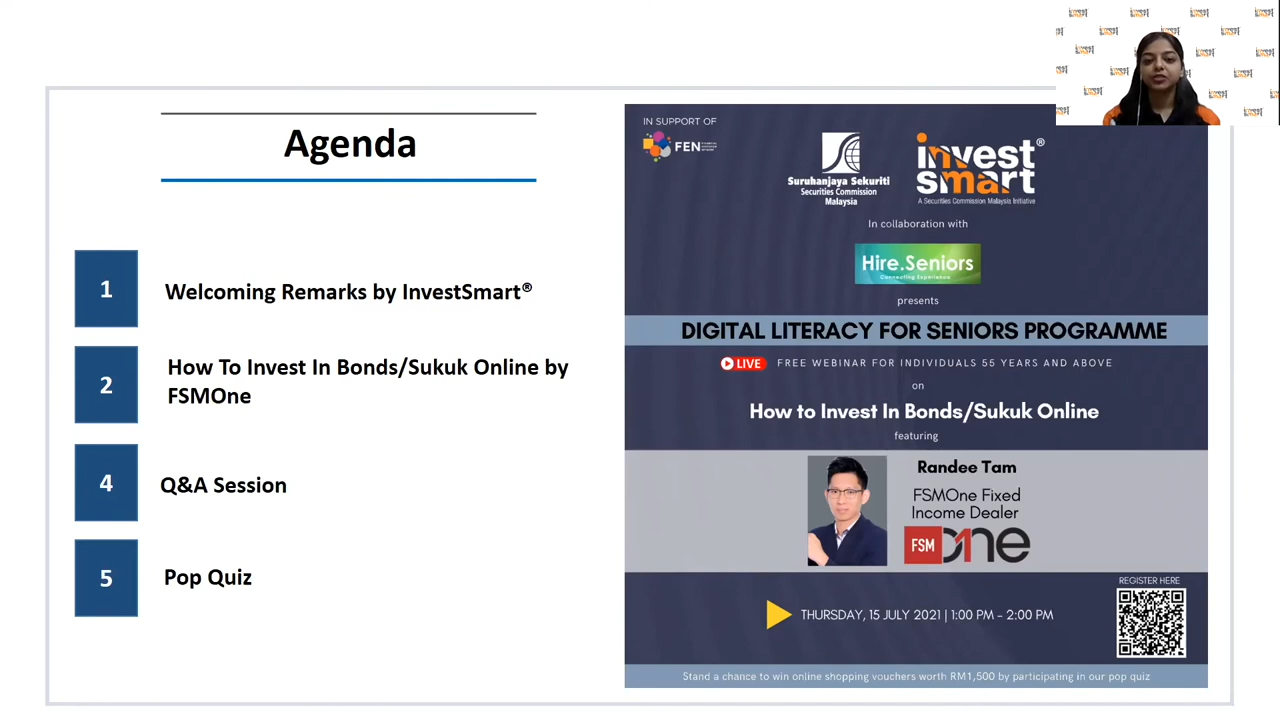 Agenda
1
Welcoming Remarks by InvestSmart®
2
How To Invest In Bonds/Sukuk Online by
FSMOne
4
Q&A Session
5
Pop Quiz
IN SUPPORT OF
FEN
Suruhanjaya Sekuriti
Securities Commission
Malaysia
invest®
smart
A Securities Commission Malaysia Initiative
In collaboration with
Hire.Seniors
Connecting Experience
presents
DIGITAL LITERACY FOR SENIORS PROGRAMME
LIVE FREE WEBINAR FOR INDIVIDUALS 55 YEARS AND ABOVE
on
How to Invest In Bonds/Sukuk Online
featuring
Randee Tam
FSMOne Fixed
Income Dealer
FSM One
REGISTER HERE
THURSDAY, 15 JULY 2021 | 1:00 PM - 2:00 PM
Stand a chance to win online shopping vouchers worth RM1,500 by participating in our pop quiz
invest
smart